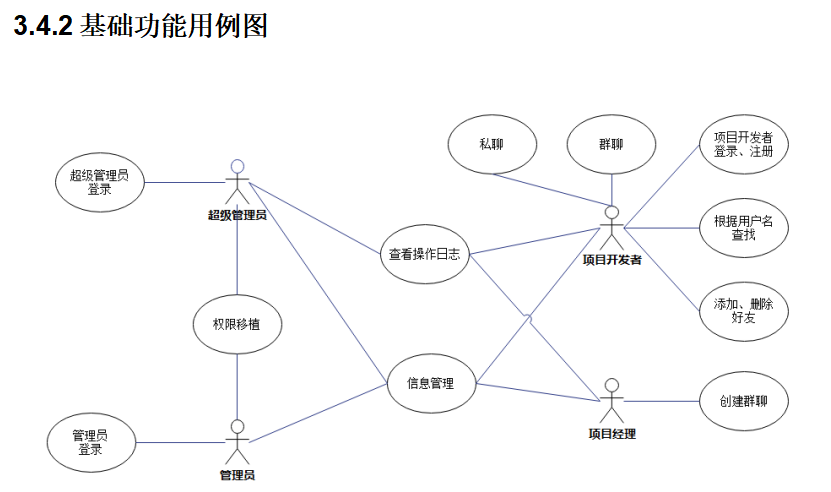 3.4.2 基础功能用例图
私聊
群聊
项目开发者
登录、注册
超级管理员
登录
超级管理员
根据用户名
查找
查看操作日志
项目开发者
添加、删除
好友
权限移植
信息管理
创建群聊
项目经理
管理员
登录
管理员